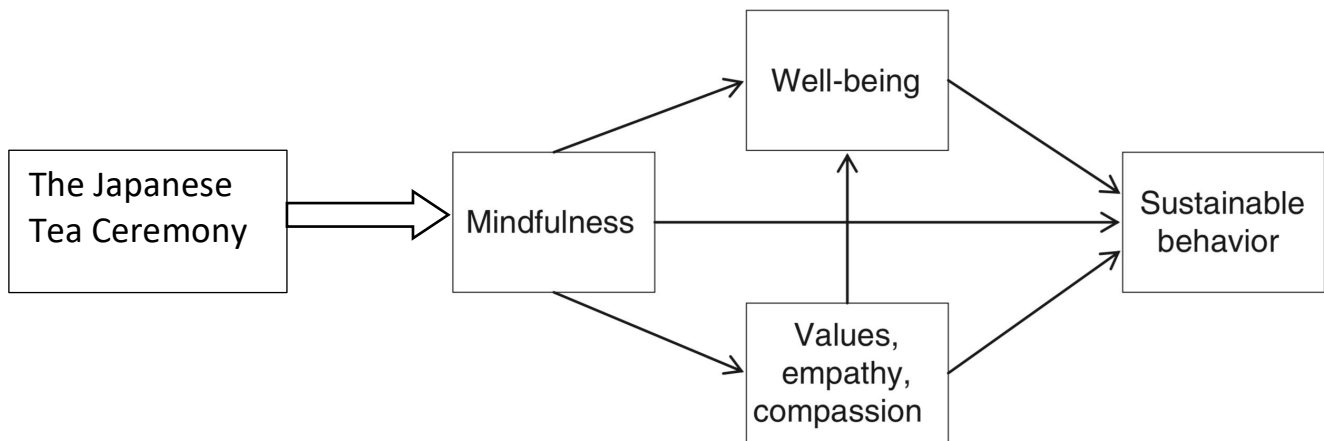 The Japanese
Tea Ceremony
Mindfulness
Well-being
Values,
empathy,
compassion
Sustainable
behavior